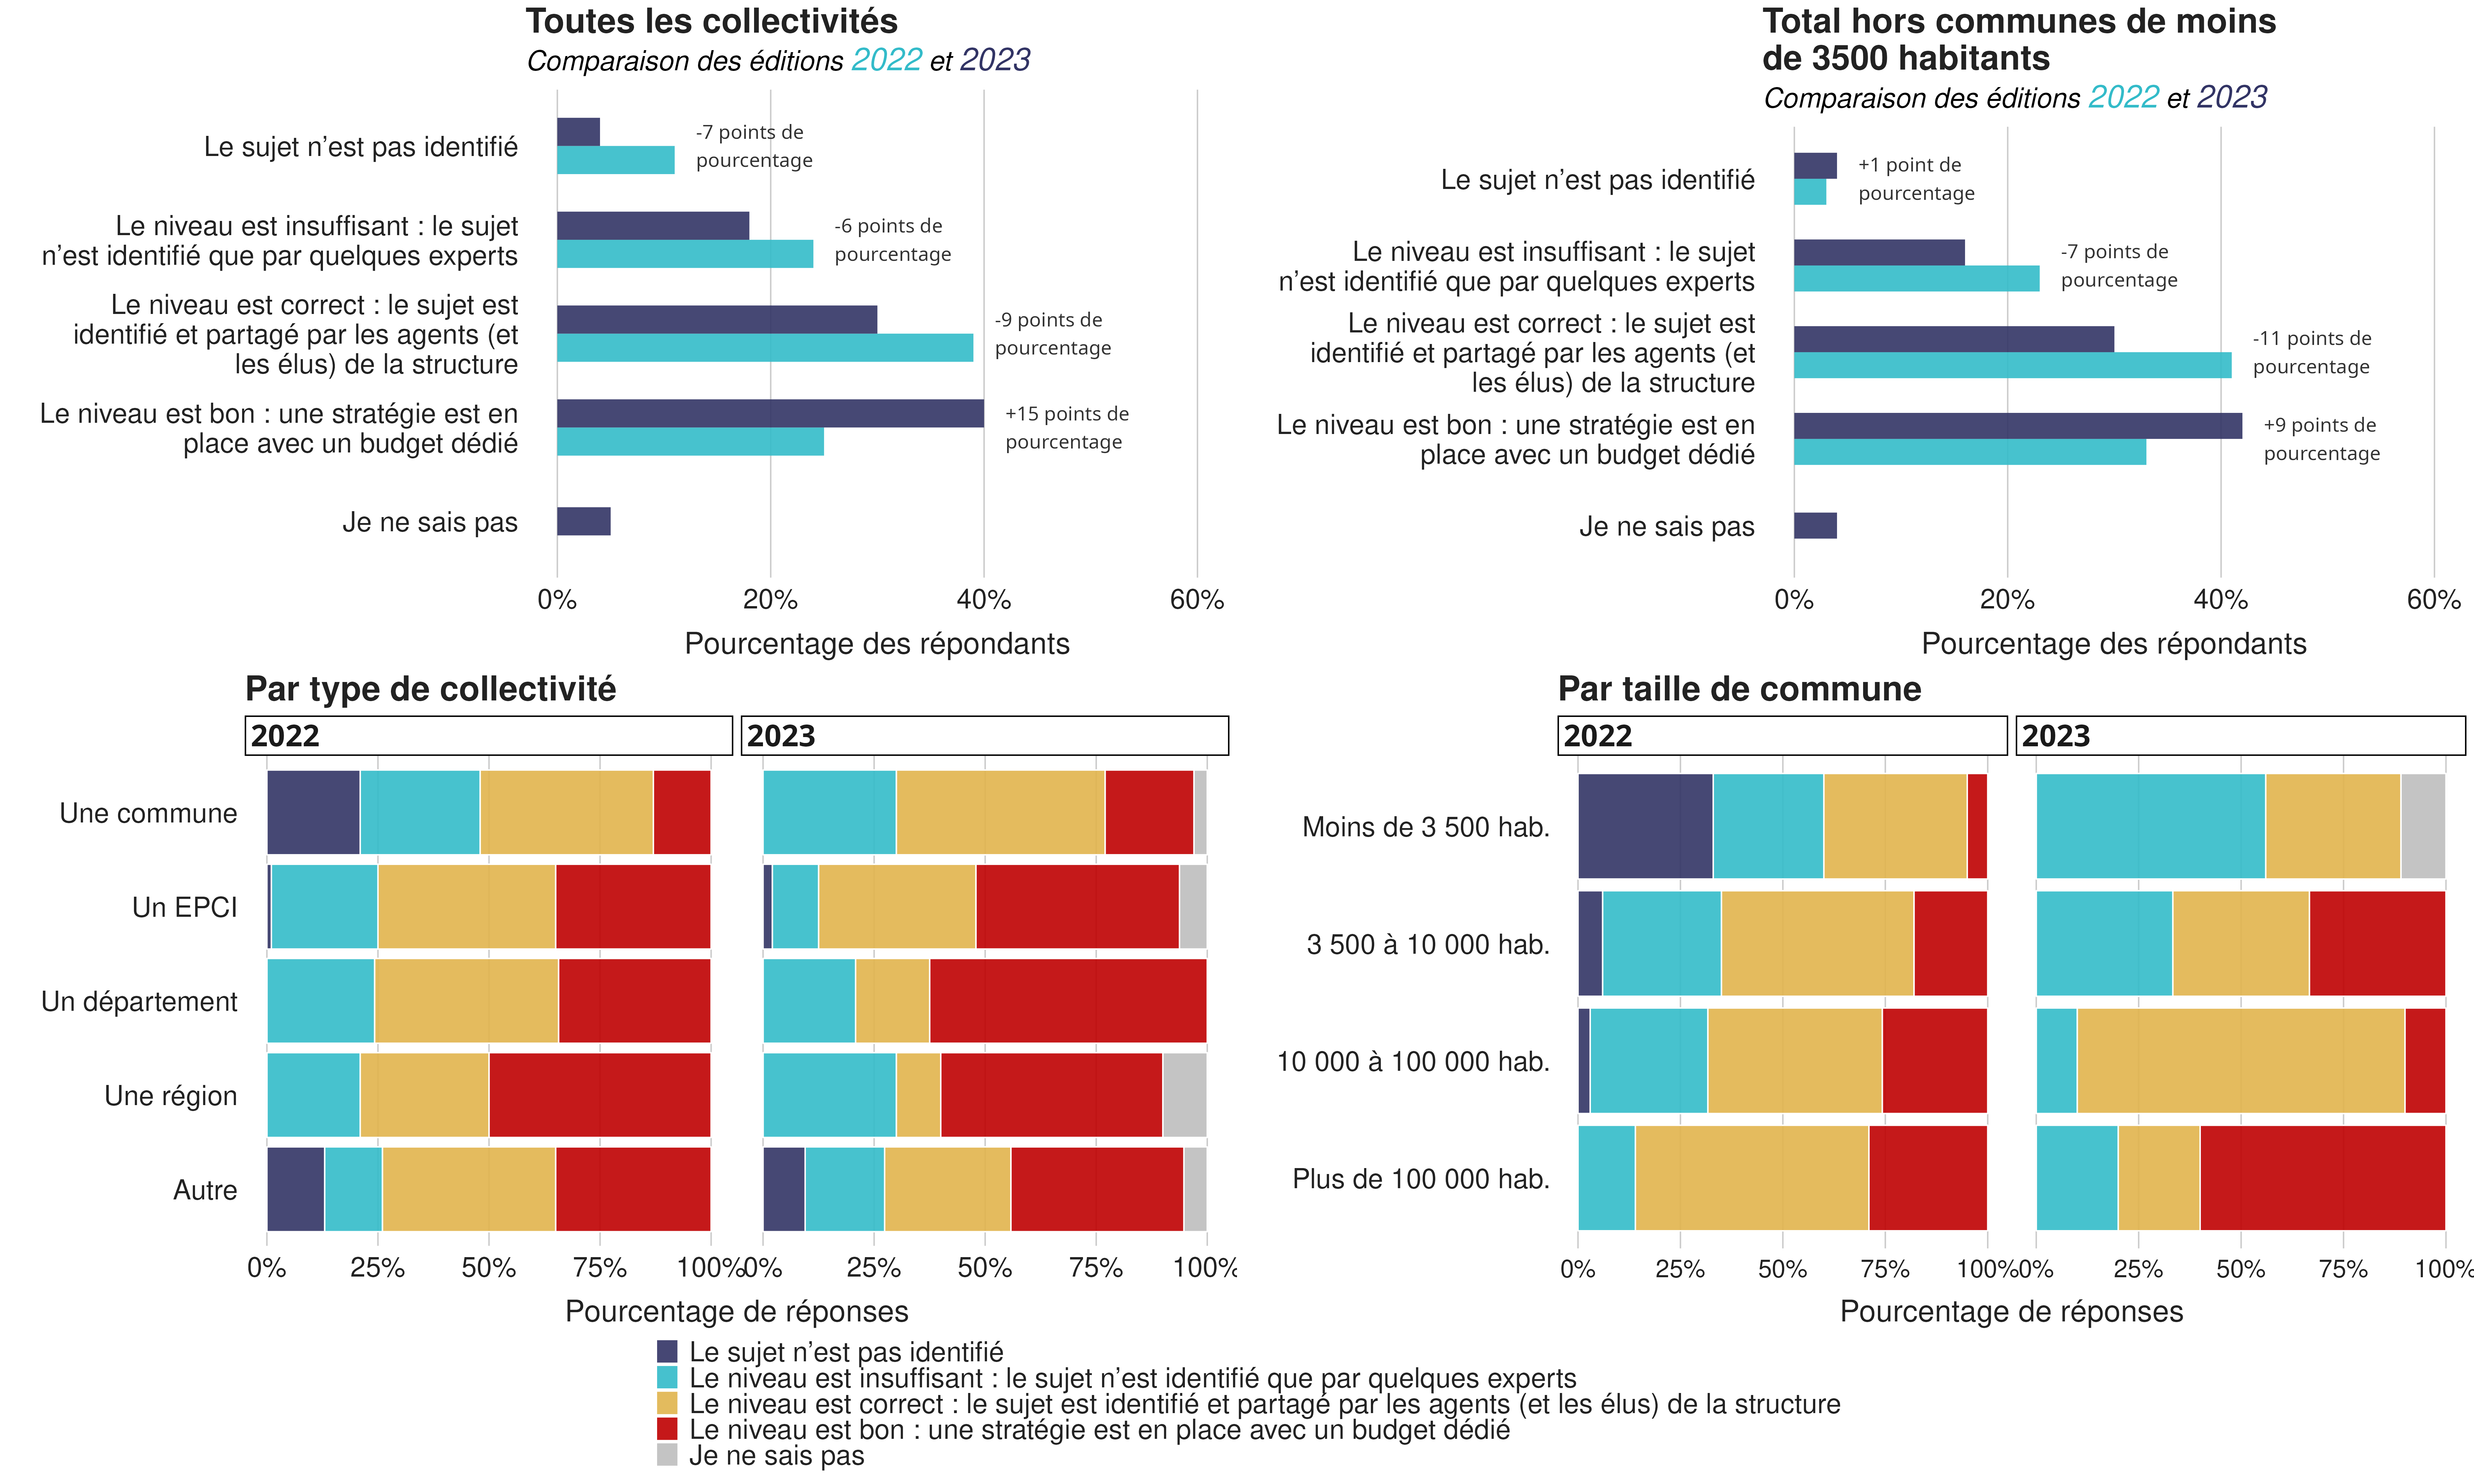 Toutes les collectivités
Comparaison des éditions 2022 et 2023
Le sujet n’est pas identifié
-7 points de
pourcentage
Le niveau est insuffisant : le sujet
n’est identifié que par quelques experts
-6 points de
pourcentage
Le niveau est correct : le sujet est
identifié et partagé par les agents (et
les élus) de la structure
-9 points de
pourcentage
Le niveau est bon : une stratégie est en
place avec un budget dédié
+15 points de
pourcentage
Je ne sais pas
0% 20% 40% 60%
Pourcentage des répondants
Total hors communes de moins
de 3500 habitants
Comparaison des éditions 2022 et 2023
Le sujet n’est pas identifié
+1 point de
pourcentage
Le niveau est insuffisant : le sujet
n’est identifié que par quelques experts
-7 points de
pourcentage
Le niveau est correct : le sujet est
identifié et partagé par les agents (et
les élus) de la structure
-11 points de
pourcentage
Le niveau est bon : une stratégie est en
place avec un budget dédié
+9 points de
pourcentage
Je ne sais pas
0% 20% 40% 60%
Pourcentage des répondants
Par type de collectivité
2022 2023
Une commune
Un EPCI
Un département
Une région
Autre
0% 25% 50% 75% 100% 0% 25% 50% 75% 100%
Pourcentage de réponses
Par taille de commune
2022 2023
Moins de 3 500 hab.
3 500 à 10 000 hab.
10 000 à 100 000 hab.
Plus de 100 000 hab.
0% 25% 50% 75% 100% 0% 25% 50% 75% 100%
Pourcentage de réponses
Le sujet n’est pas identifié
Le niveau est insuffisant : le sujet n’est identifié que par quelques experts
Le niveau est correct : le sujet est identifié et partagé par les agents (et les élus) de la structure
Le niveau est bon : une stratégie est en place avec un budget dédié
Je ne sais pas